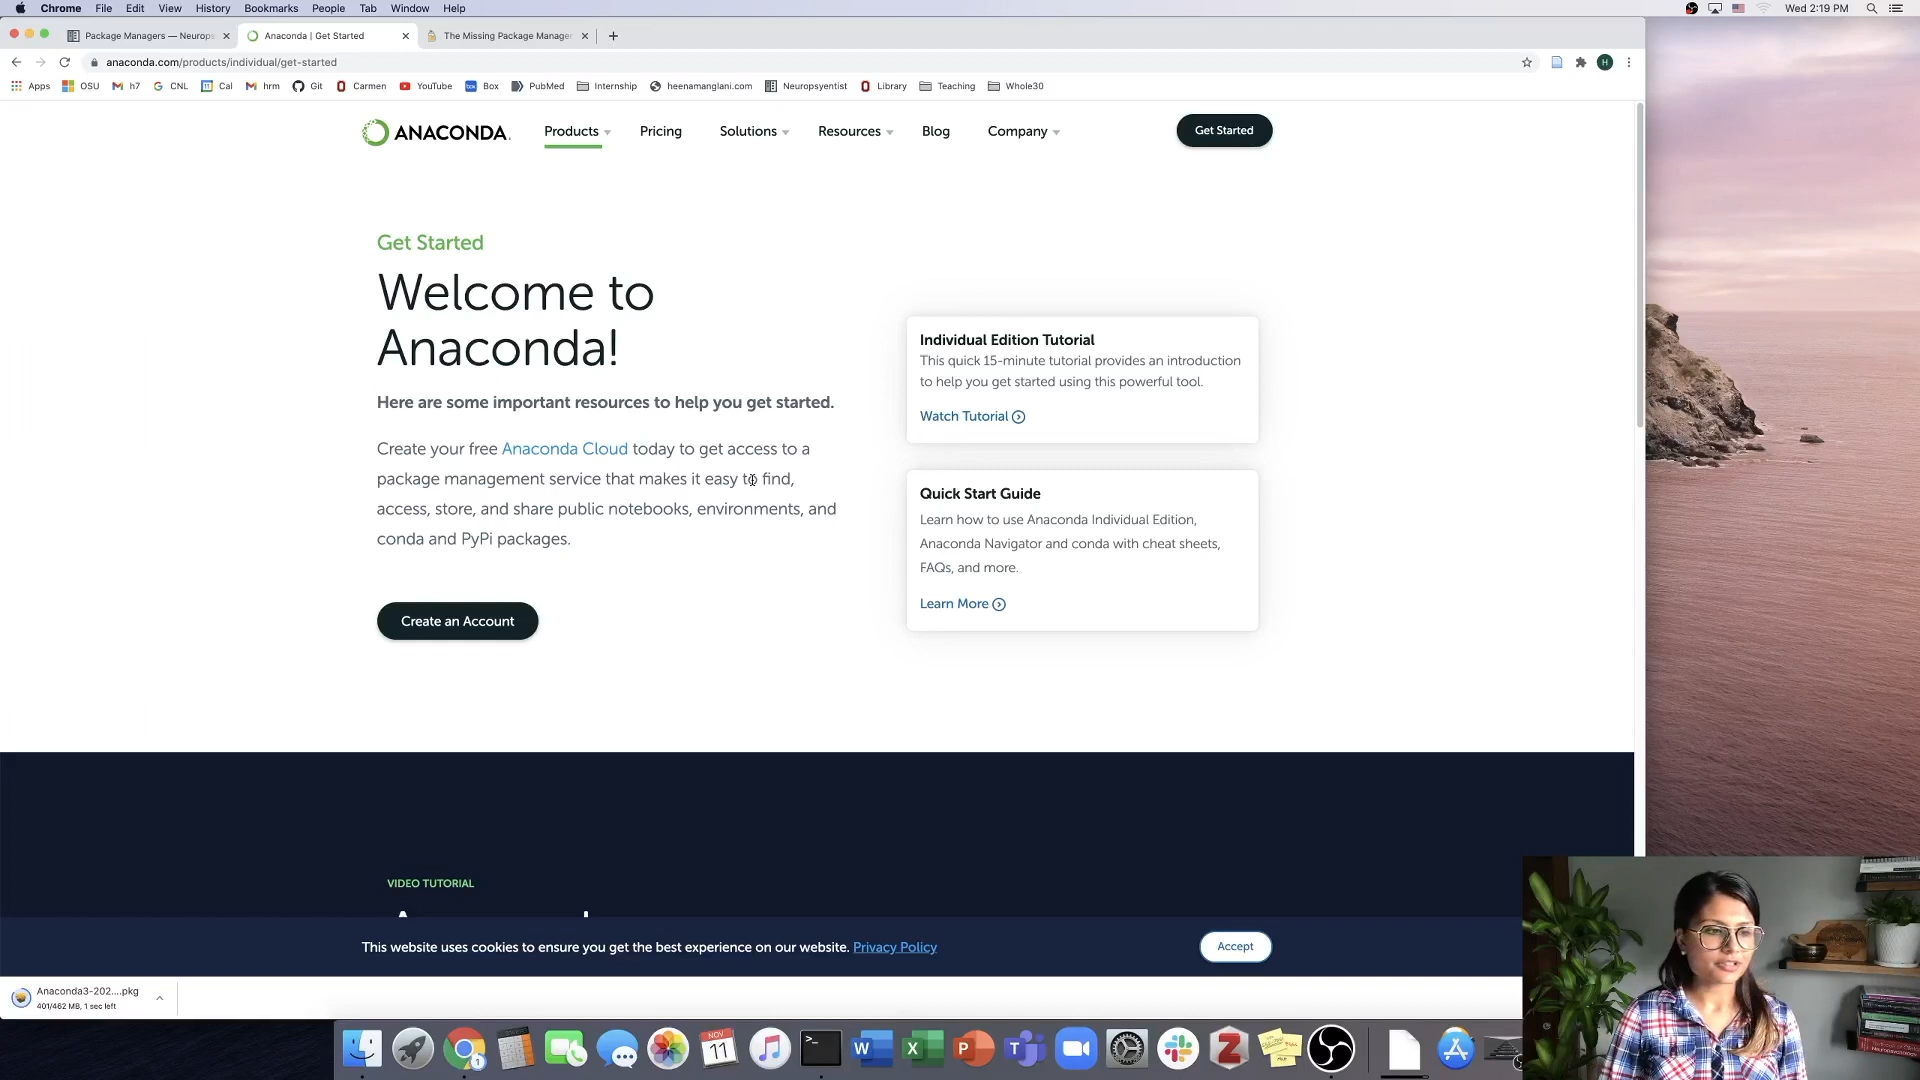 Chrome File Edit View History Bookmarks People Tab Window Help Wed 2:19 PM
Package Managers — Neurops
Anaconda | Get Started
The Missing Package Manager
anaconda.com/products/individual/get-started
H
Apps OSU h7 CNL Cal hrm Git Carmen YouTube Box PubMed Internship heenamanglani.com Neuropsyentist Library Teaching Whole30
ANACONDA. Products Pricing Solutions Resources Blog Company Get Started
Get Started
Welcome to
Anaconda!
Here are some important resources to help you get started.
Create your free Anaconda Cloud today to get access to a
package management service that makes it easy to find,
access, store, and share public notebooks, environments, and
conda and PyPi packages.
Create an Account
Individual Edition Tutorial
This quick 15-minute tutorial provides an introduction
to help you get started using this powerful tool.
Watch Tutorial
Quick Start Guide
Learn how to use Anaconda Individual Edition,
Anaconda Navigator and conda with cheat sheets,
FAQs, and more.
Learn More
VIDEO TUTORIAL
This website uses cookies to ensure you get the best experience on our website. Privacy Policy
Accept
Anaconda3-202....pkg
401/462 MB, 1 sec left
NOV
11